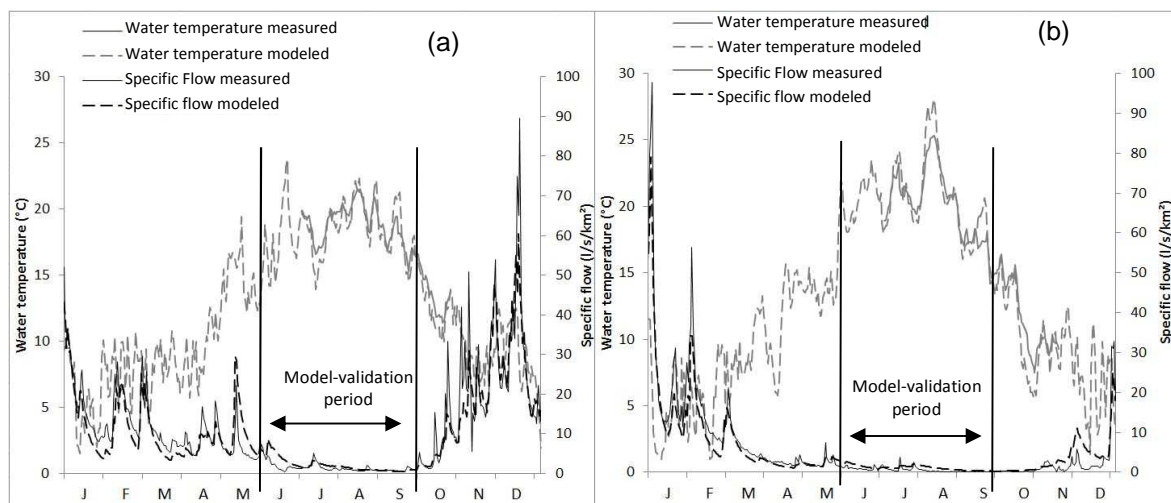 Water temperature measured
Water temperature modeled
Specific Flow measured
Specific flow modeled
(a)
30
25
20
15
10
5
0
Water temperature (°C)
100
90
80
70
60
50
40
30
20
10
0
Specific flow (l/s/km²)
Model-validation
period
J F M A M J J A S O N D
Water temperature measured
Water temperature modeled
Specific Flow measured
Specific flow modeled
(b)
30
25
20
15
10
5
0
Water temperature (°C)
100
90
80
70
60
50
40
30
20
10
0
Specific flow (l/s/km²)
Model-validation
period
J F M A M J J A S O N D